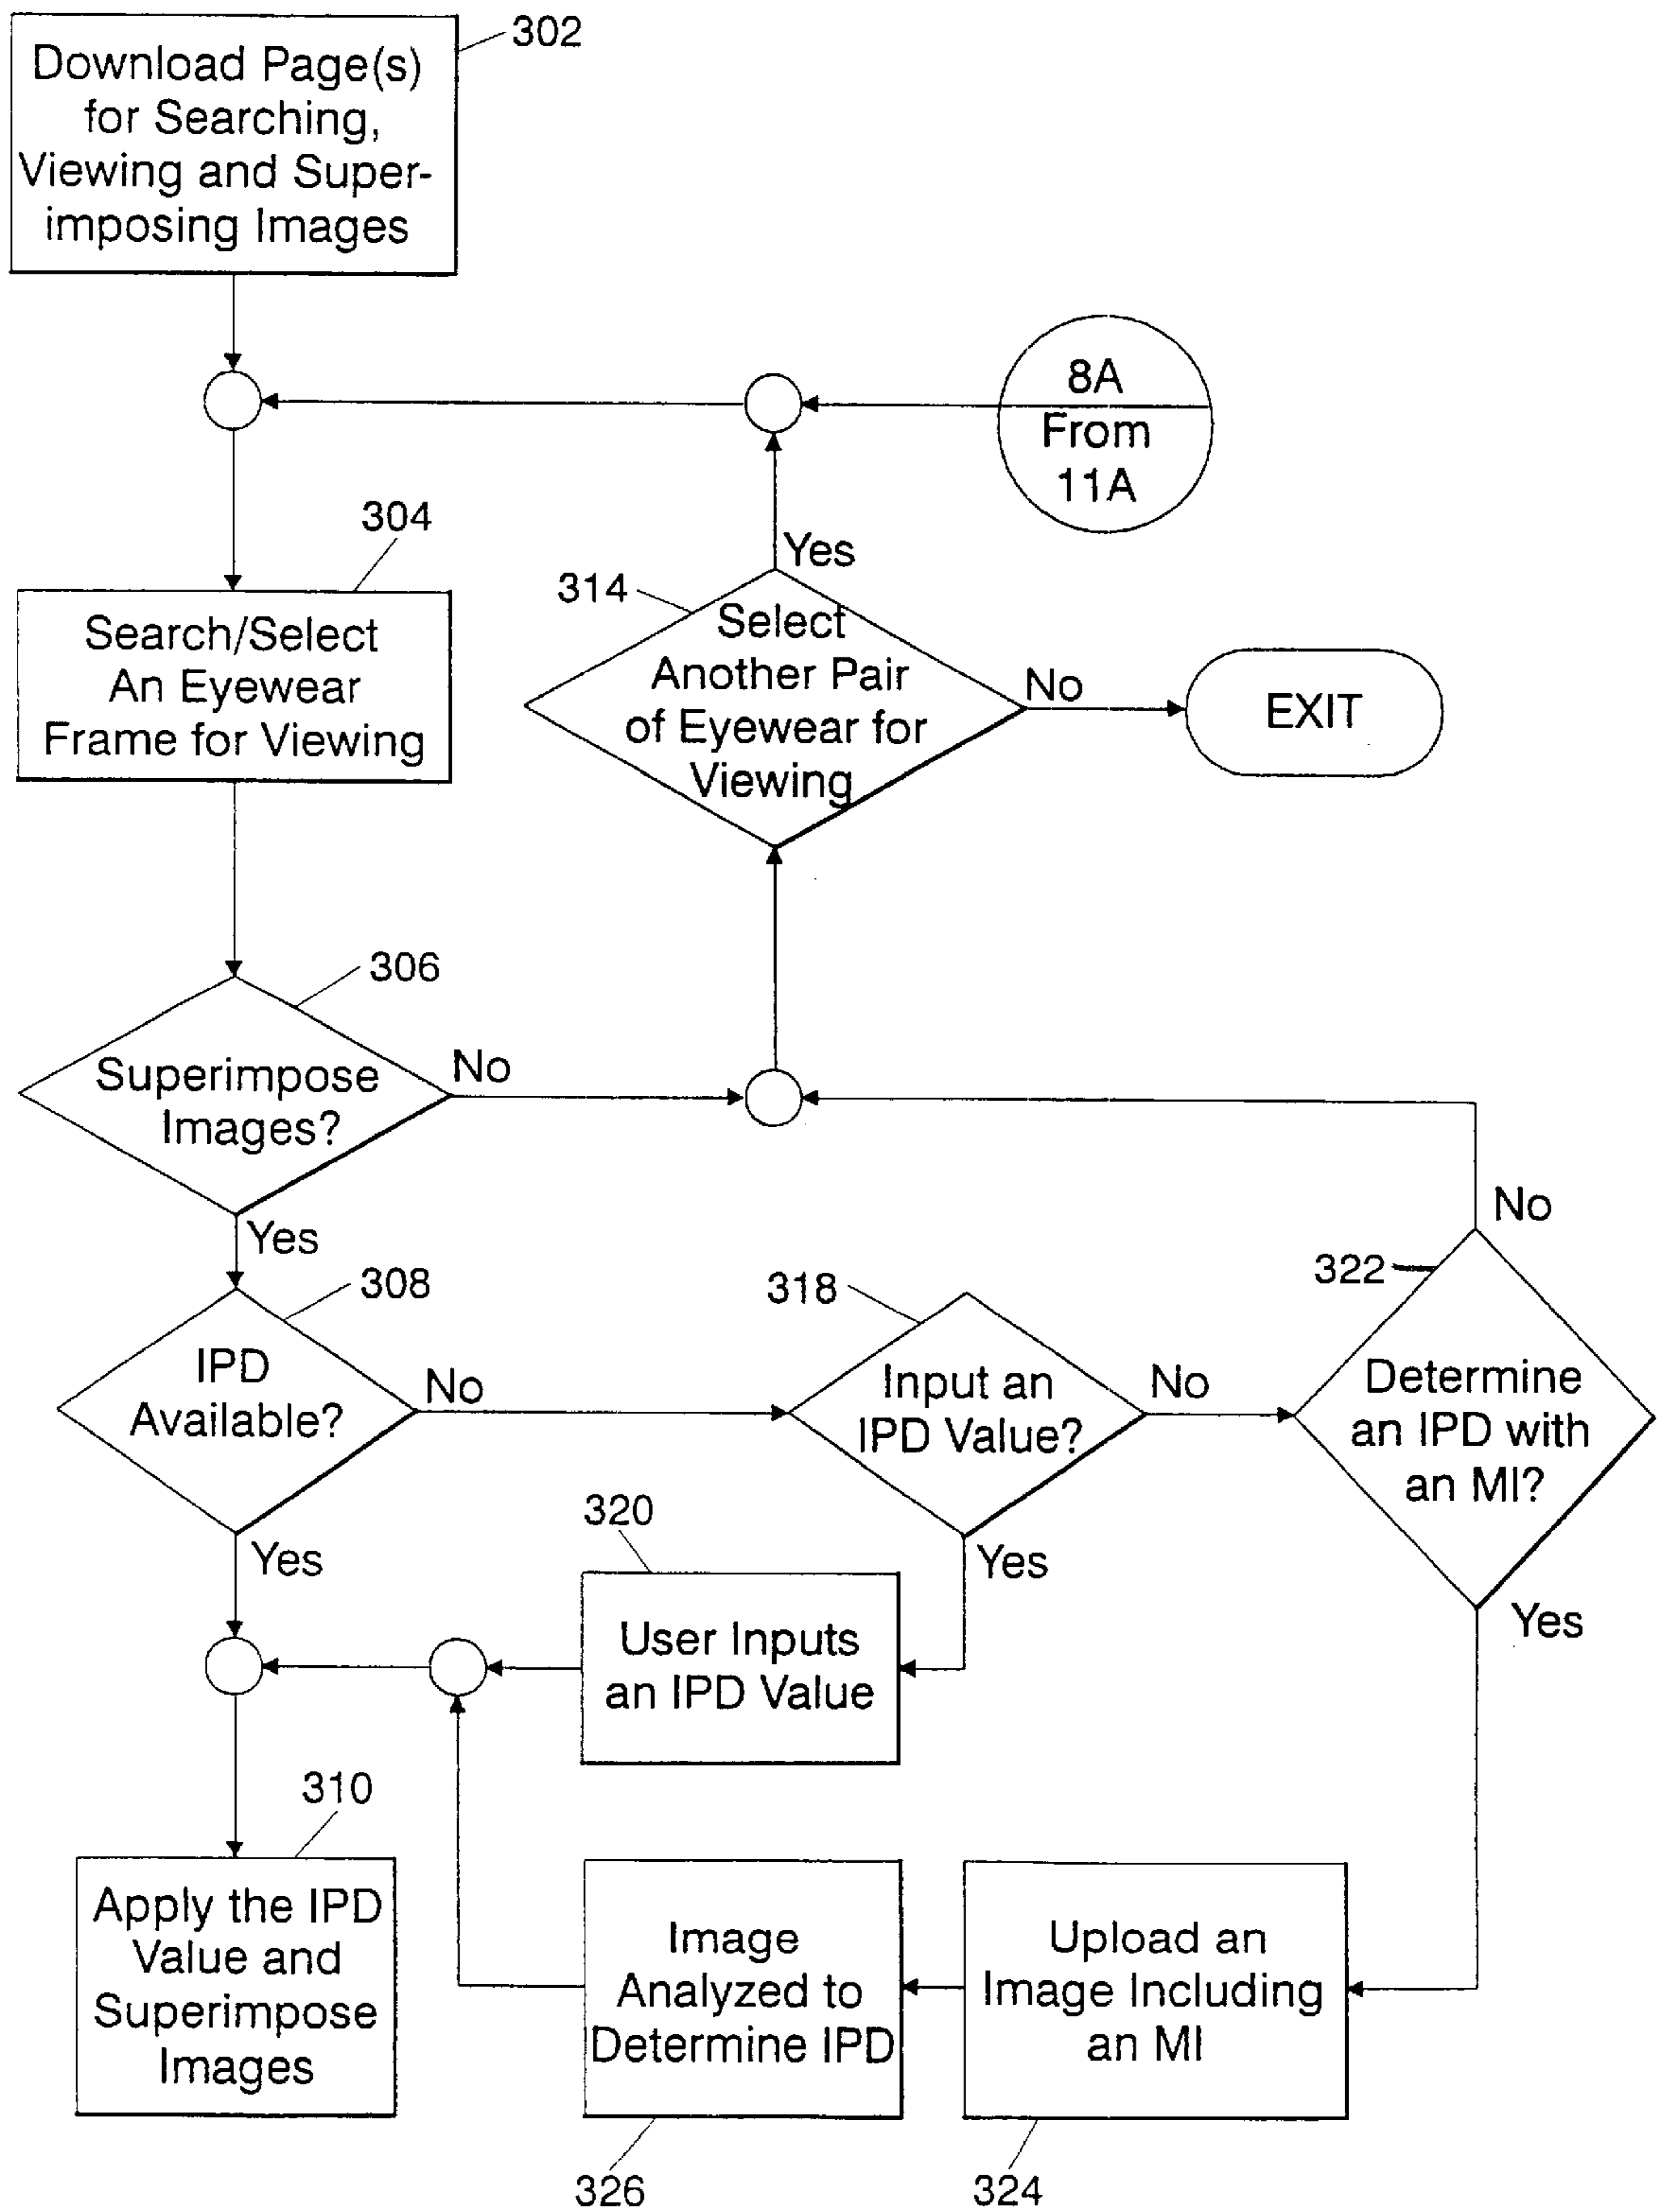 302
Download Page(s)
for Searching,
Viewing and Super-
imposing Images
8A
From
11A
304
Search/Select
An Eyewear
Frame for Viewing
Yes
314
Select
Another Pair
of Eyewear for
Viewing
No
EXIT
306
Superimpose
Images?
No
Yes
308
IPD
Available?
No
Yes
318
Input an
IPD Value?
No
Yes
322
No
Determine
an IPD with
an MI?
Yes
320
User Inputs
an IPD Value
310
Apply the IPD
Value and
Superimpose
Images
Image
Analyzed to
Determine IPD
326
Upload an
Image Including
an MI
324